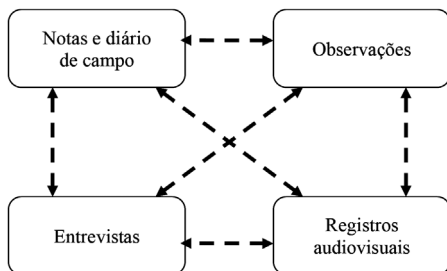 Notas e diário
de campo
Observações
Entrevistas
Registros
audiovisuais